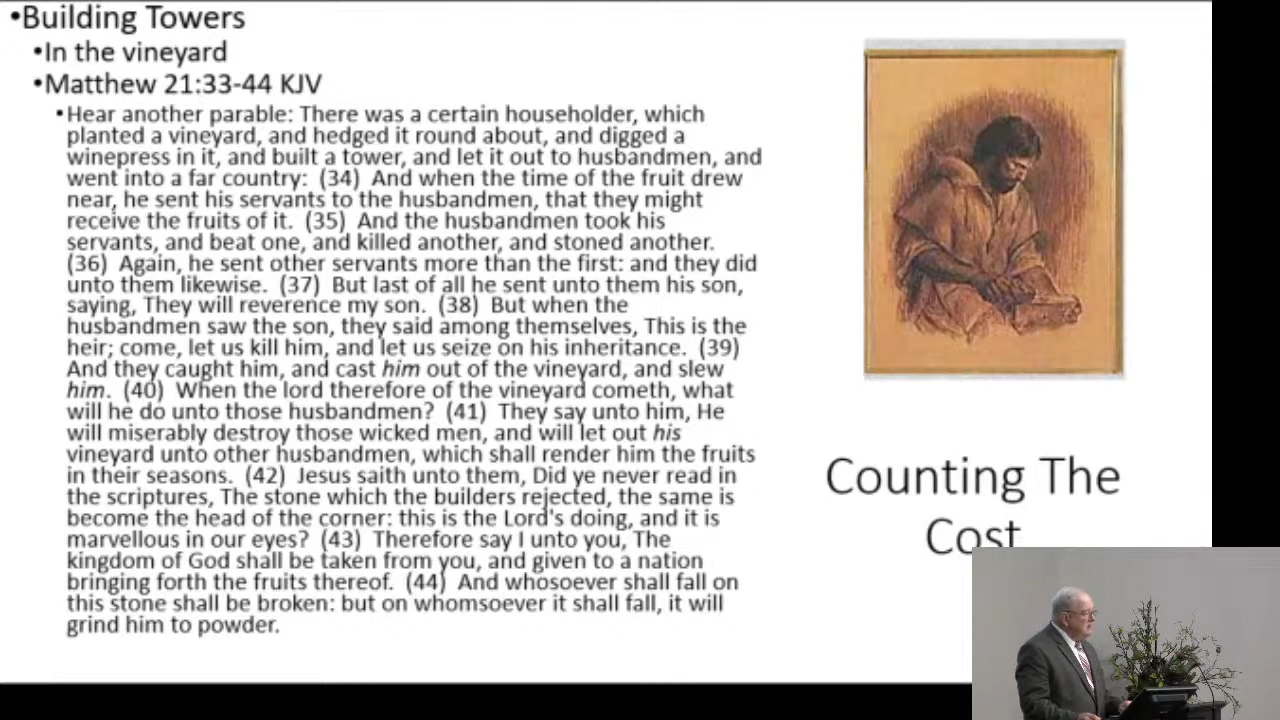 •Building Towers
•In the vineyard
•Matthew 21:33-44 KJV
•Hear another parable: There was a certain householder, which
planted a vineyard, and hedged it round about, and digged a
winepress in it, and built a tower, and let it out to husbandmen, and
went into a far country: (34) And when the time of the fruit drew
near, he sent his servants to the husbandmen, that they might
receive the fruits of it. (35) And the husbandmen took his
servants, and beat one, and killed another, and stoned another.
(36) Again, he sent other servants more than the first: and they did
unto them likewise. (37) But last of all he sent unto them his son,
saying, They will reverence my son. (38) But when the
husbandmen saw the son, they said among themselves, This is the
heir; come, let us kill him, and let us seize on his inheritance. (39)
And they caught him, and cast him out of the vineyard, and slew
him. (40) When the lord therefore of the vineyard cometh, what
will he do unto those husbandmen? (41) They say unto him, He
will miserably destroy those wicked men, and will let out his
vineyard unto other husbandmen, which shall render him the fruits
in their seasons. (42) Jesus saith unto them, Did ye never read in
the scriptures, The stone which the builders rejected, the same is
become the head of the corner: this is the Lord's doing, and it is
marvellous in our eyes? (43) Therefore say I unto you, The
kingdom of God shall be taken from you, and given to a nation
bringing forth the fruits thereof. (44) And whosoever shall fall on
this stone shall be broken: but on whomsoever it shall fall, it will
grind him to powder.
Counting The
Cost